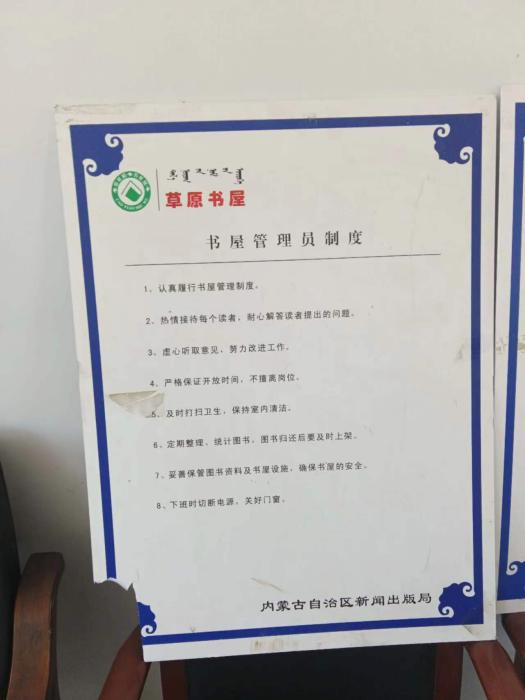 草原书屋
书屋管理员制度
1、认真履行书屋管理制度。
2、热情接待每个读者，耐心解答读者提出的问题。
3、虚心听取意见、努力改进工作。
4、严格保证开放时间，不擅离岗位。
5、及时打扫卫生，保持室内清洁。
6、定期整理、统计图书，图书归还后要及时上架。
7、妥善保管图书资料及书屋设施，确保书屋的安全。
8、下班时切断电源，关好门窗。
内蒙古自治区新闻出版局